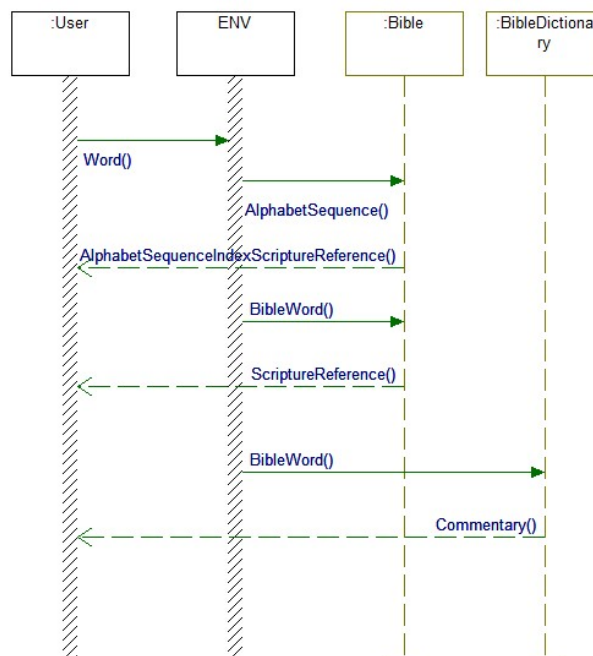 :User
ENV
:Bible
:BibleDictiona
ry
Word()
AlphabetSequence()
AlphabetSequenceIndexScriptureReference()
BibleWord()
ScriptureReference()
BibleWord()
Commentary()